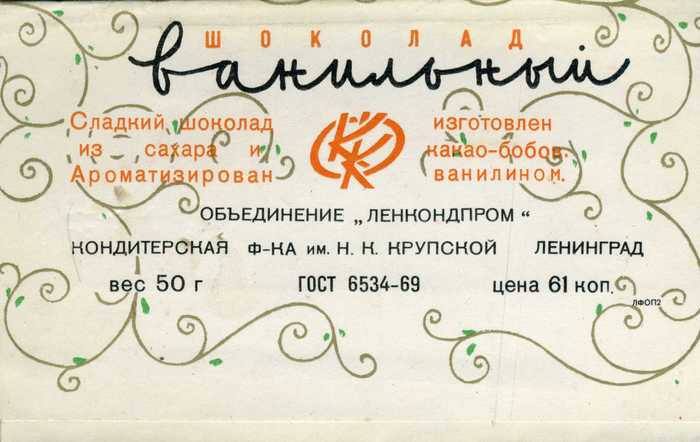 ШОКОЛАД
ванильный
Сладкий шоколад изготовлен
из сахара и какао-бобов.
Ароматизирован ванилином.
ОБЪЕДИНЕНИЕ „ЛЕНКОНДПРОМ“
КОНДИТЕРСКАЯ Ф-КА им. Н. К. КРУПСКОЙ ЛЕНИНГРАД
вес 50 г ГОСТ 6534-69 цена 61 коп.
ЛФОП2